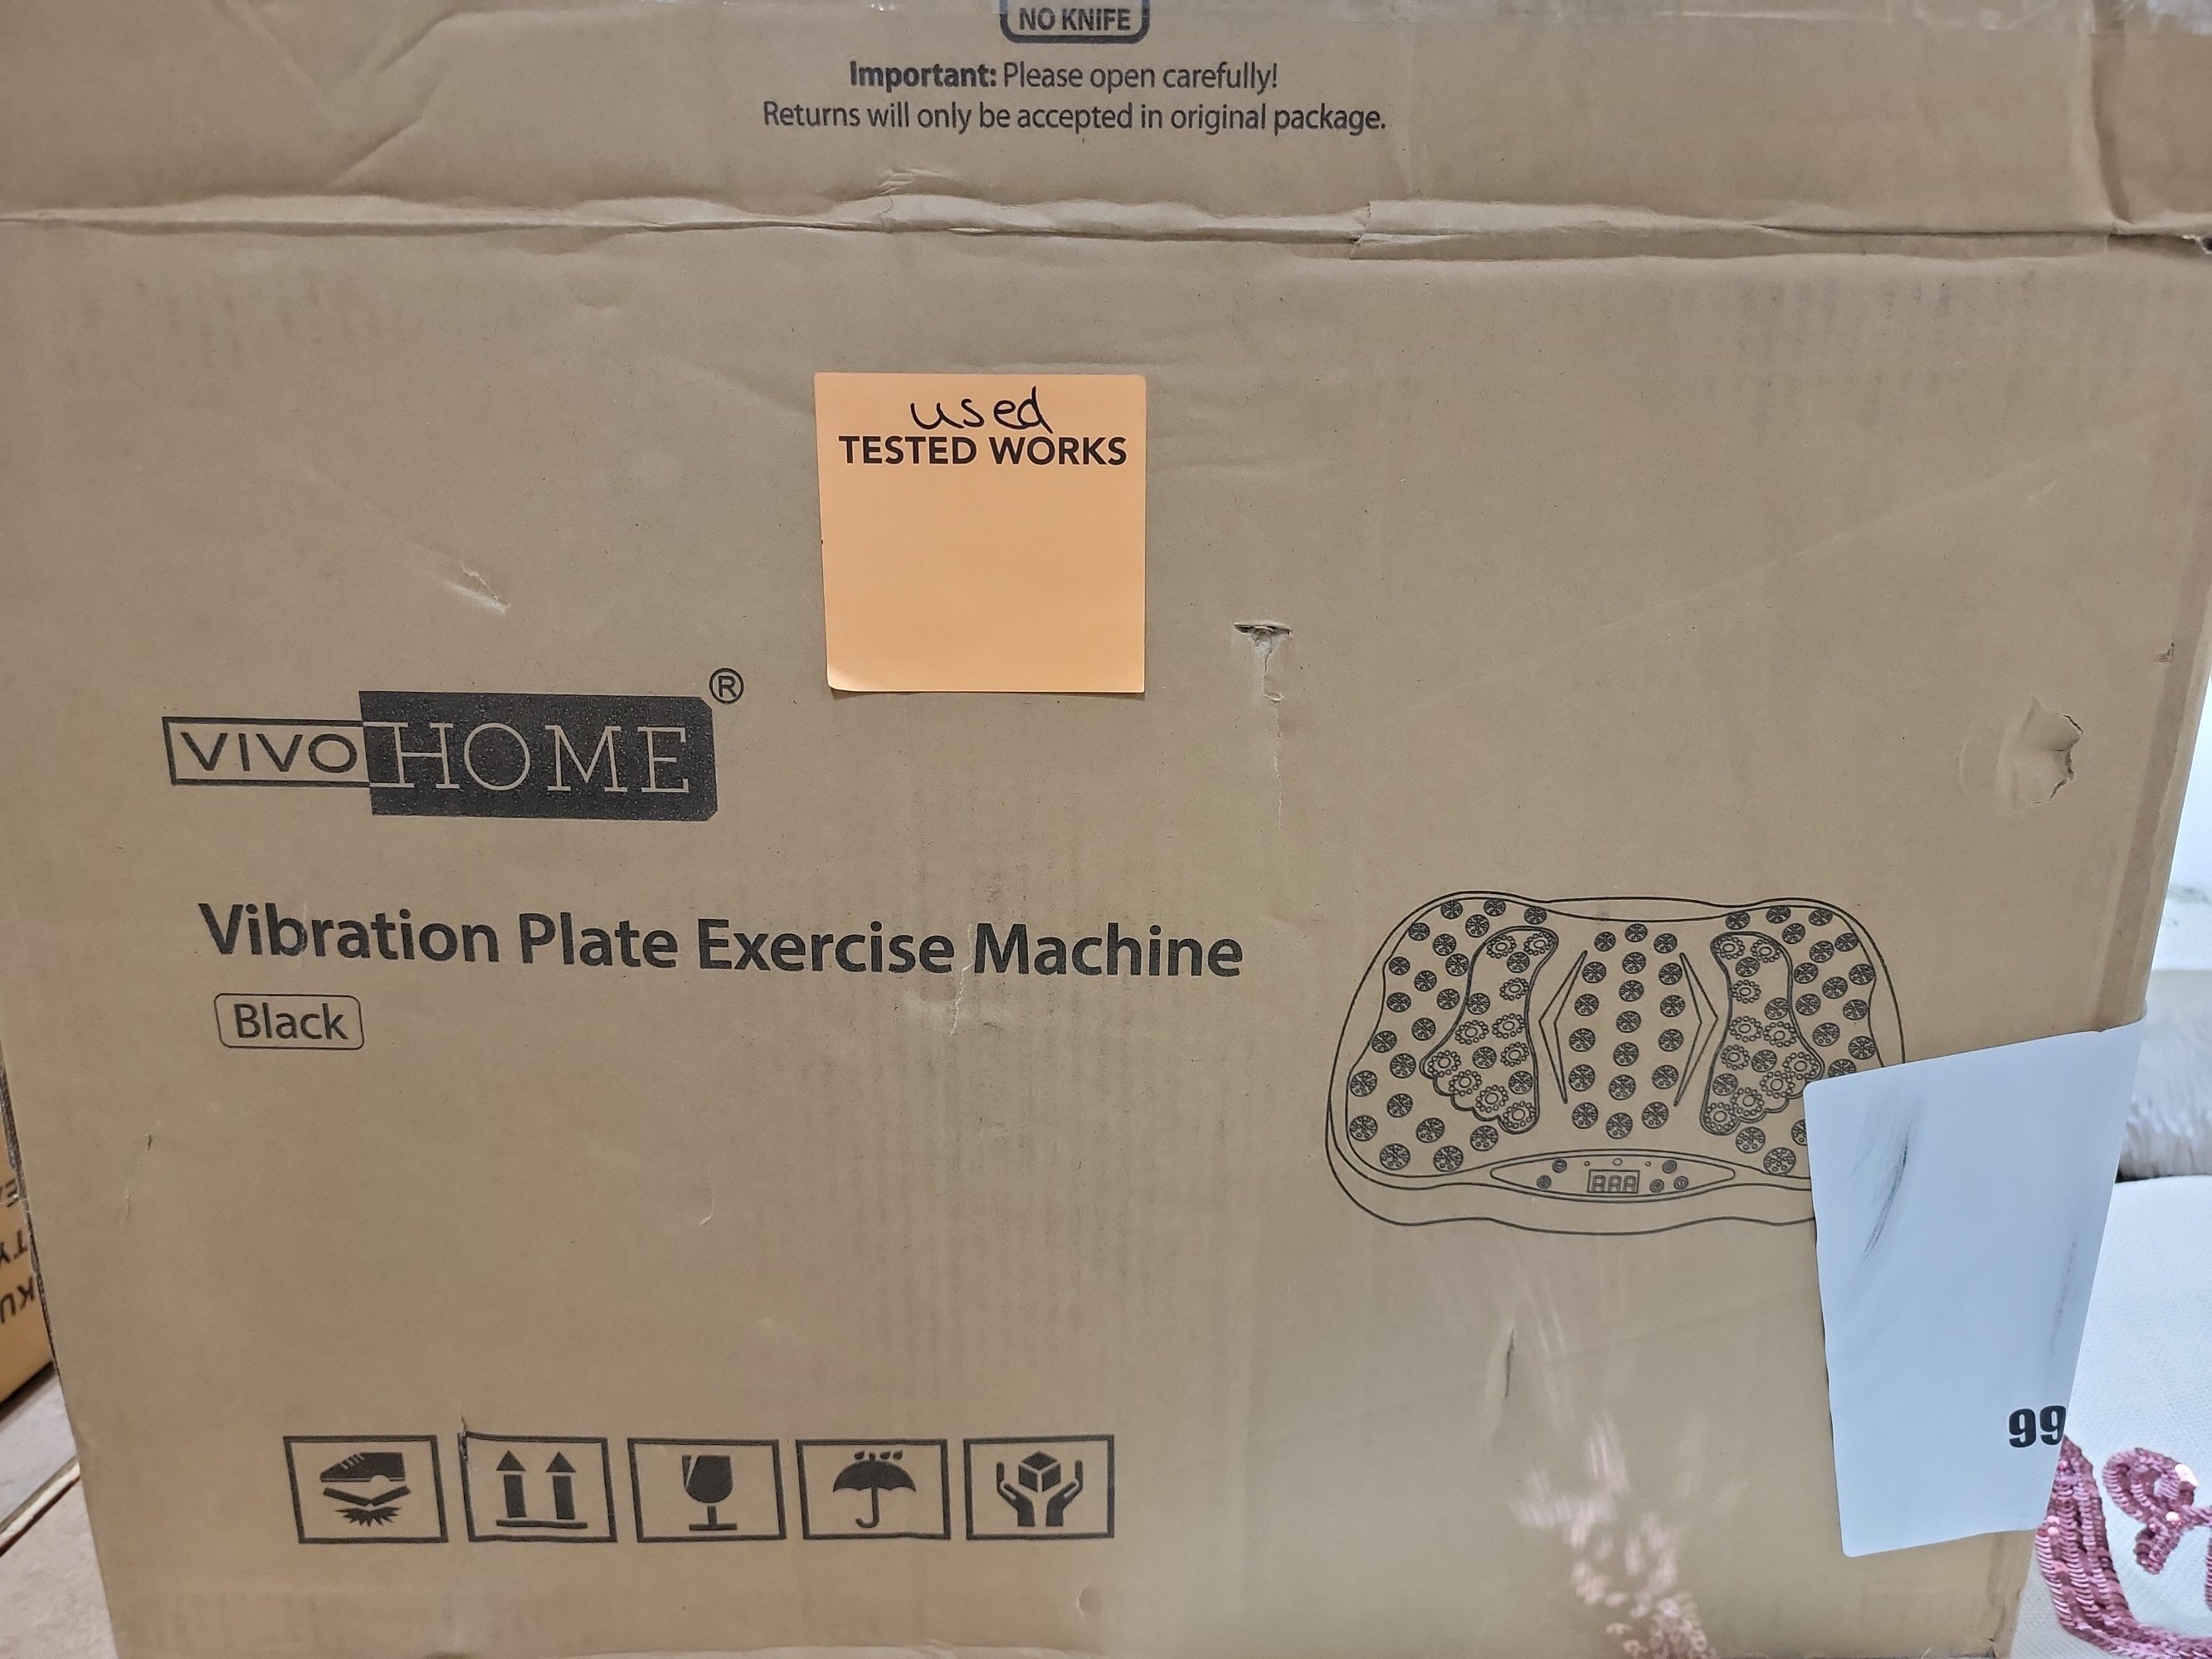 NO KNIFE
Important: Please open carefully!
Returns will only be accepted in original package.
used
TESTED WORKS
VIVO HOME®
Vibration Plate Exercise Machine
Black
888
99